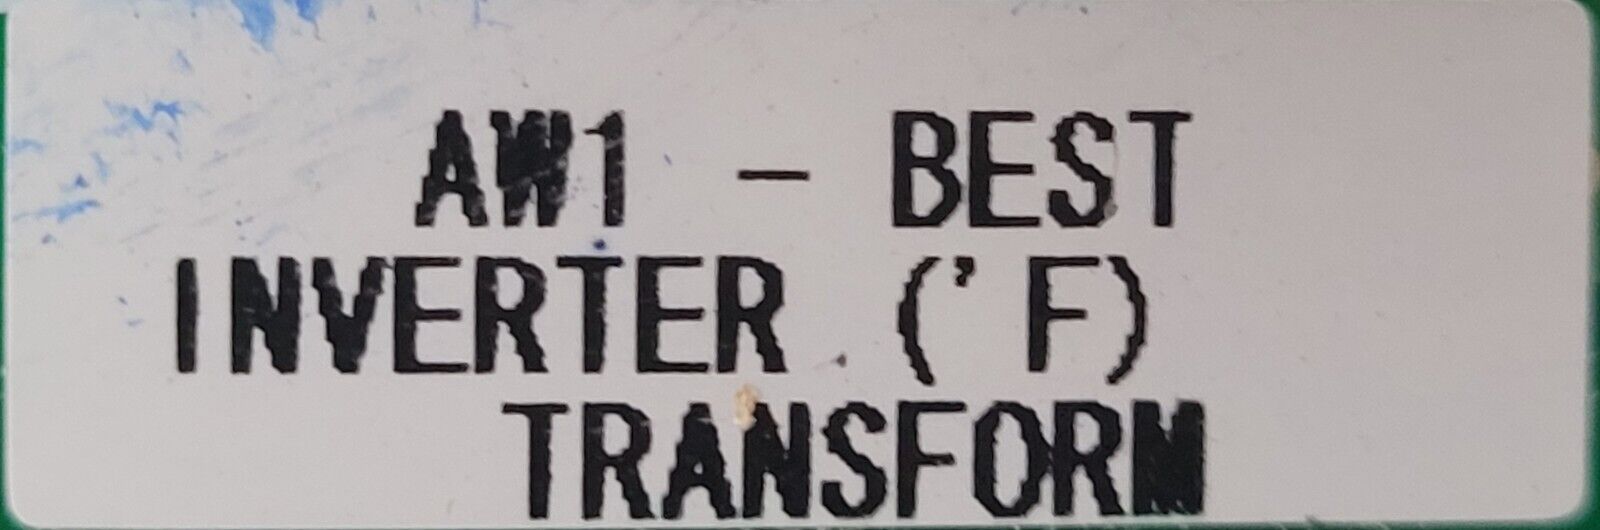 AW1 - BEST
INVERTER ('F)
TRANSFORM